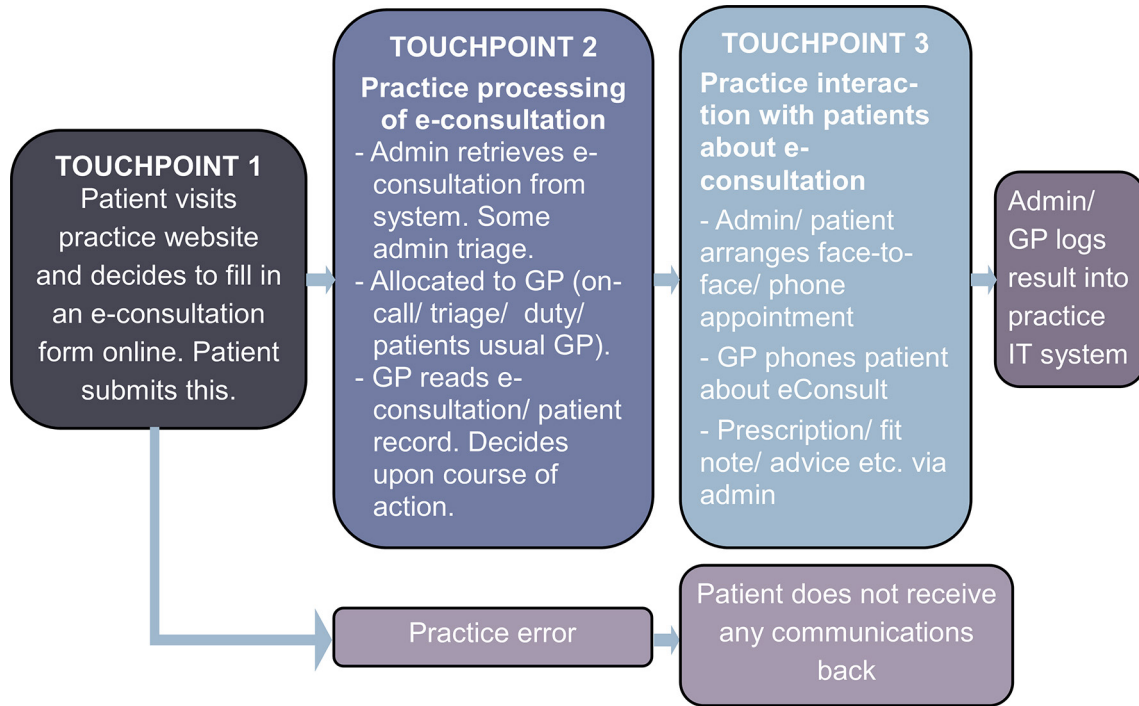 TOUCHPOINT 1
Patient visits
practice website
and decides to fill in
an e-consultation
form online. Patient
submits this.
TOUCHPOINT 2
Practice processing
of e-consultation
- Admin retrieves e-
consultation from
system. Some
admin triage.
- Allocated to GP (on-
call/ triage/ duty/
patients usual GP).
- GP reads e-
consultation/ patient
record. Decides
upon course of
action.
TOUCHPOINT 3
Practice interac-
tion with patients
about e-
consultation
- Admin/ patient
arranges face-to-
face/ phone
appointment
- GP phones patient
about eConsult
- Prescription/ fit
note/ advice etc. via
admin
Admin/
GP logs
result into
practice
IT system
Practice error
Patient does not receive
any communications
back